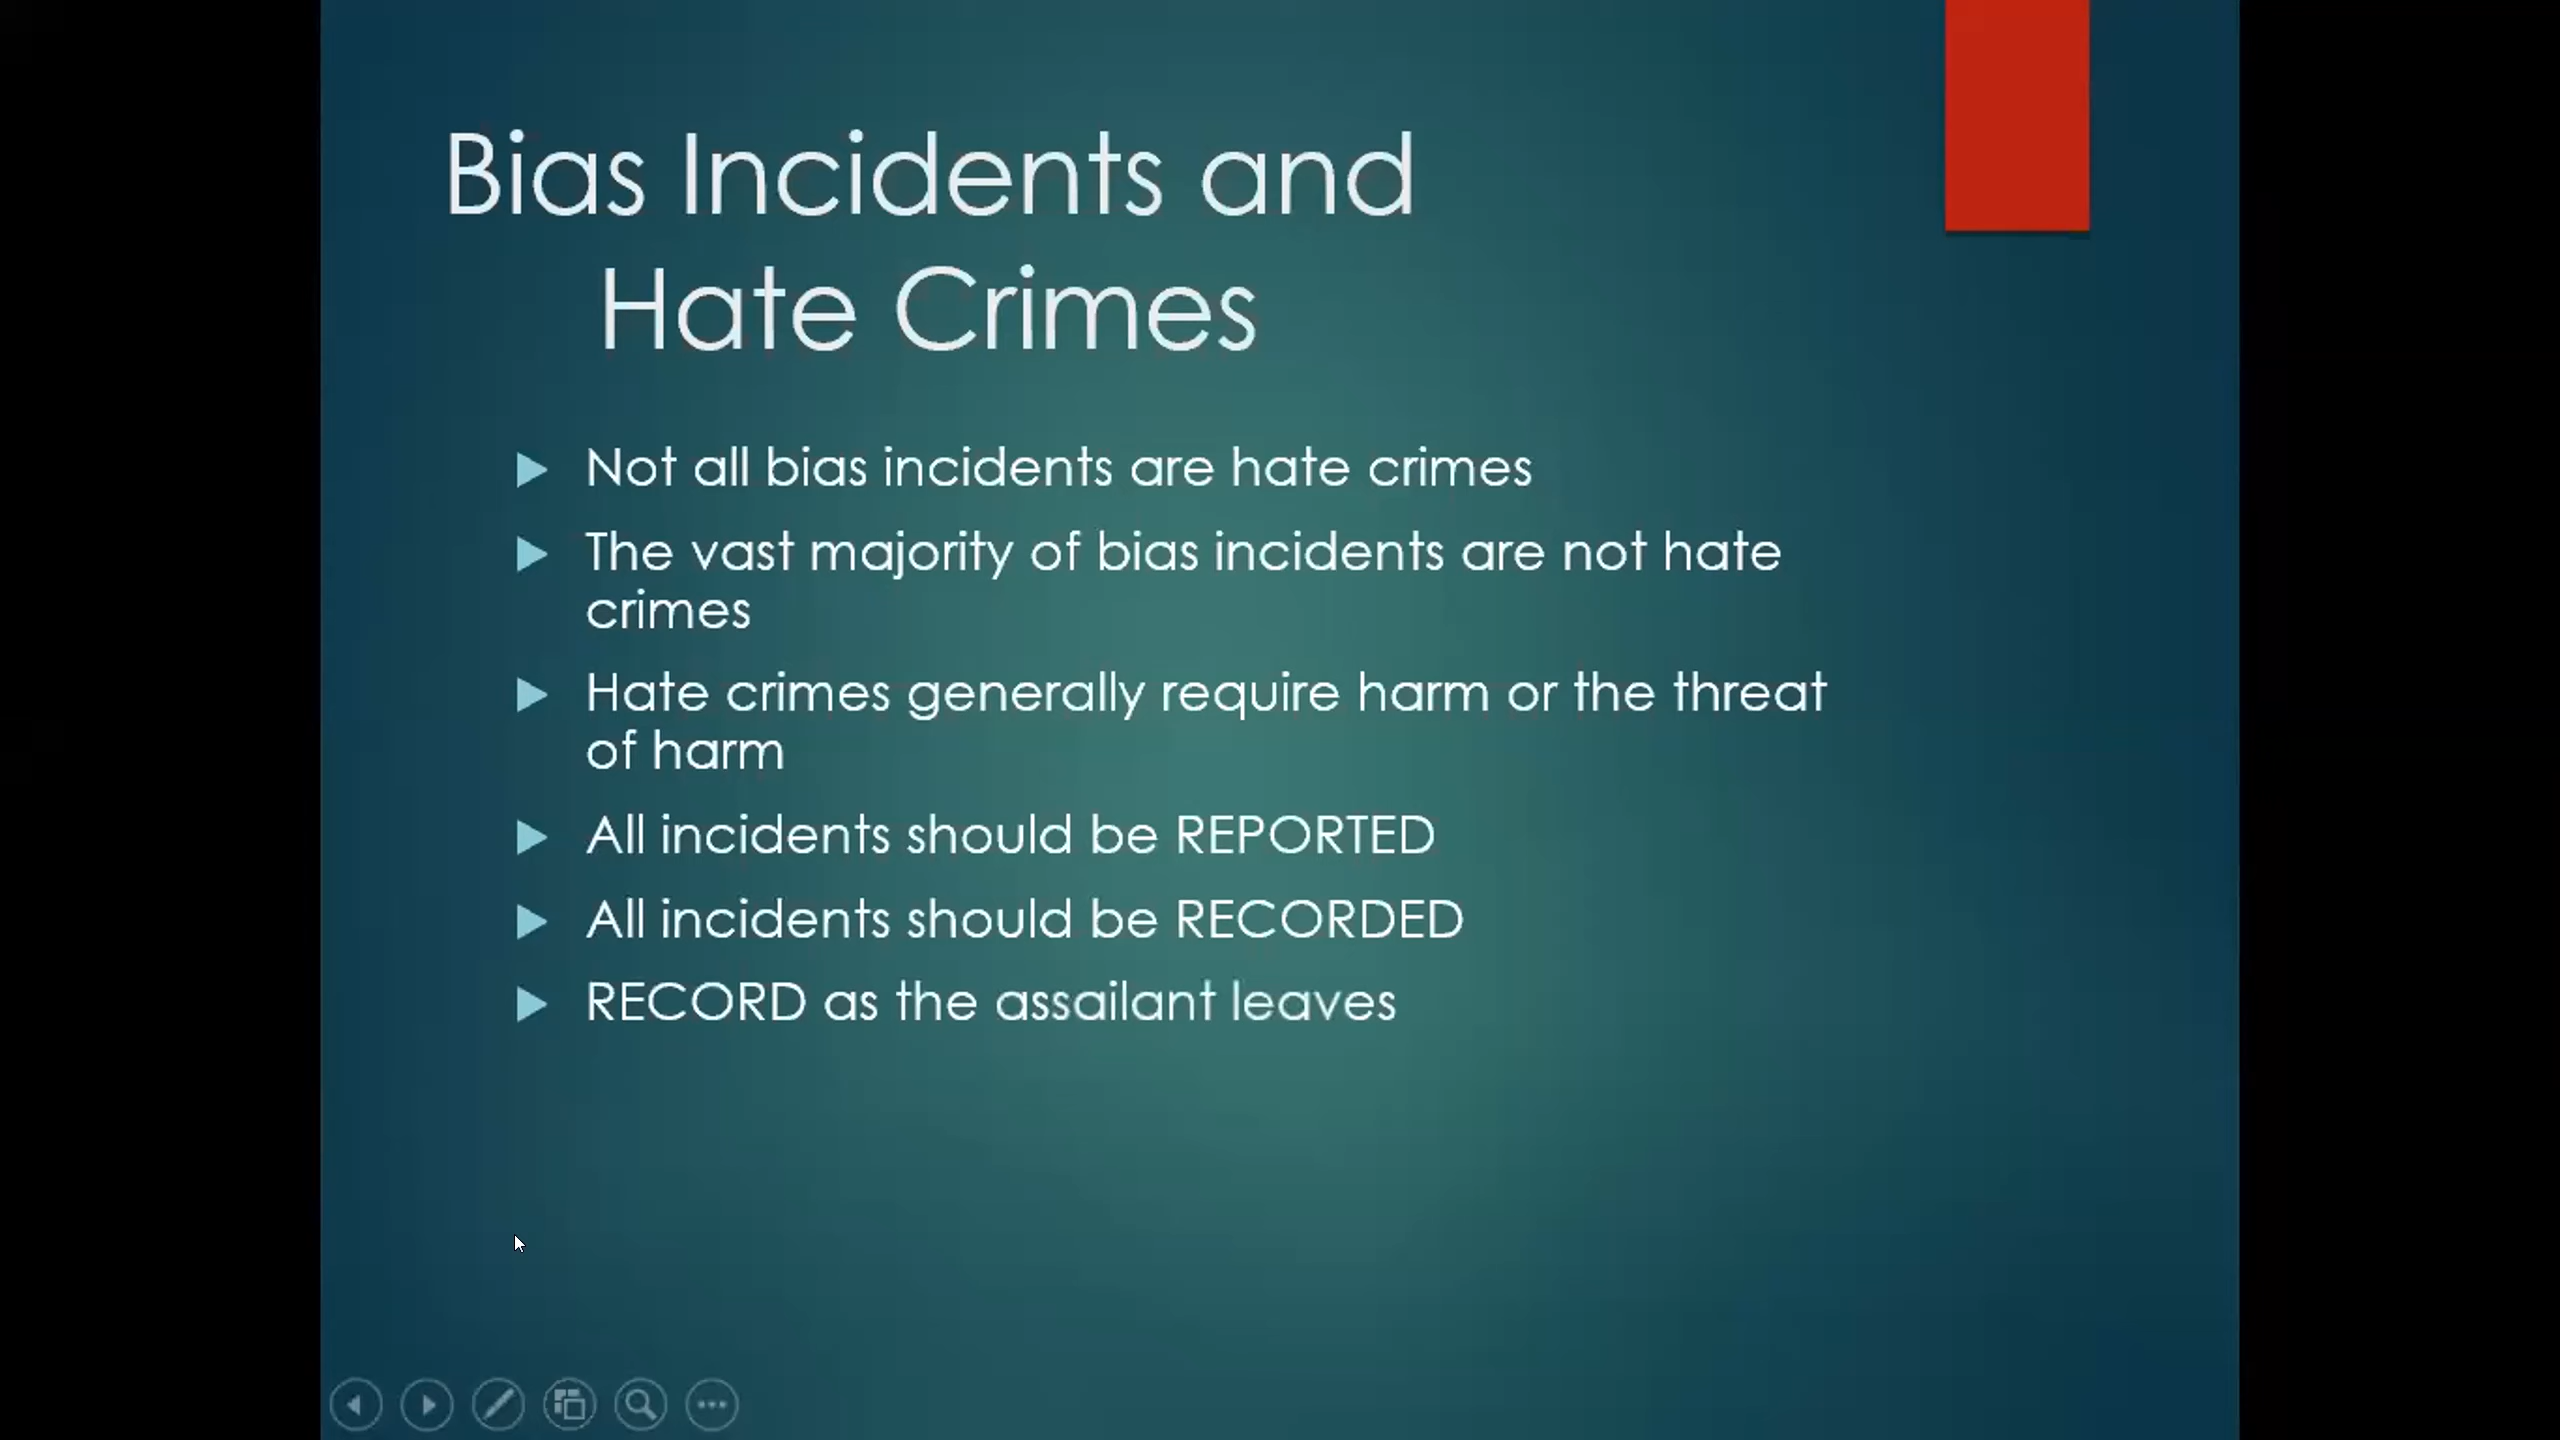 Bias Incidents and
Hate Crimes
Not all bias incidents are hate crimes
The vast majority of bias incidents are not hate
crimes
Hate crimes generally require harm or the threat
of harm
All incidents should be REPORTED
All incidents should be RECORDED
RECORD as the assailant leaves